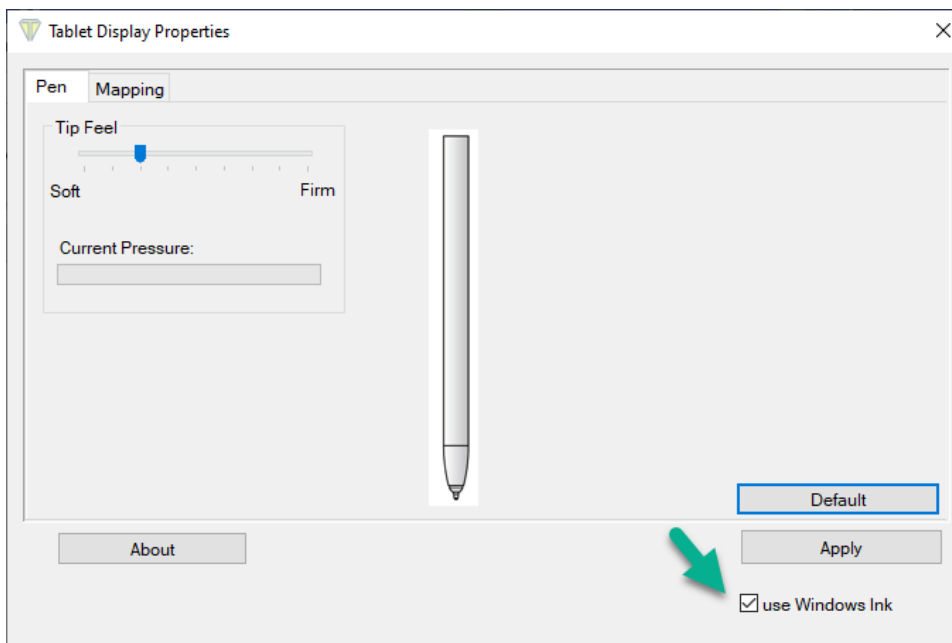 Tablet Display Properties
Pen
Mapping
Tip Feel
Soft
Firm
Current Pressure:
Default
About
Apply
use Windows Ink